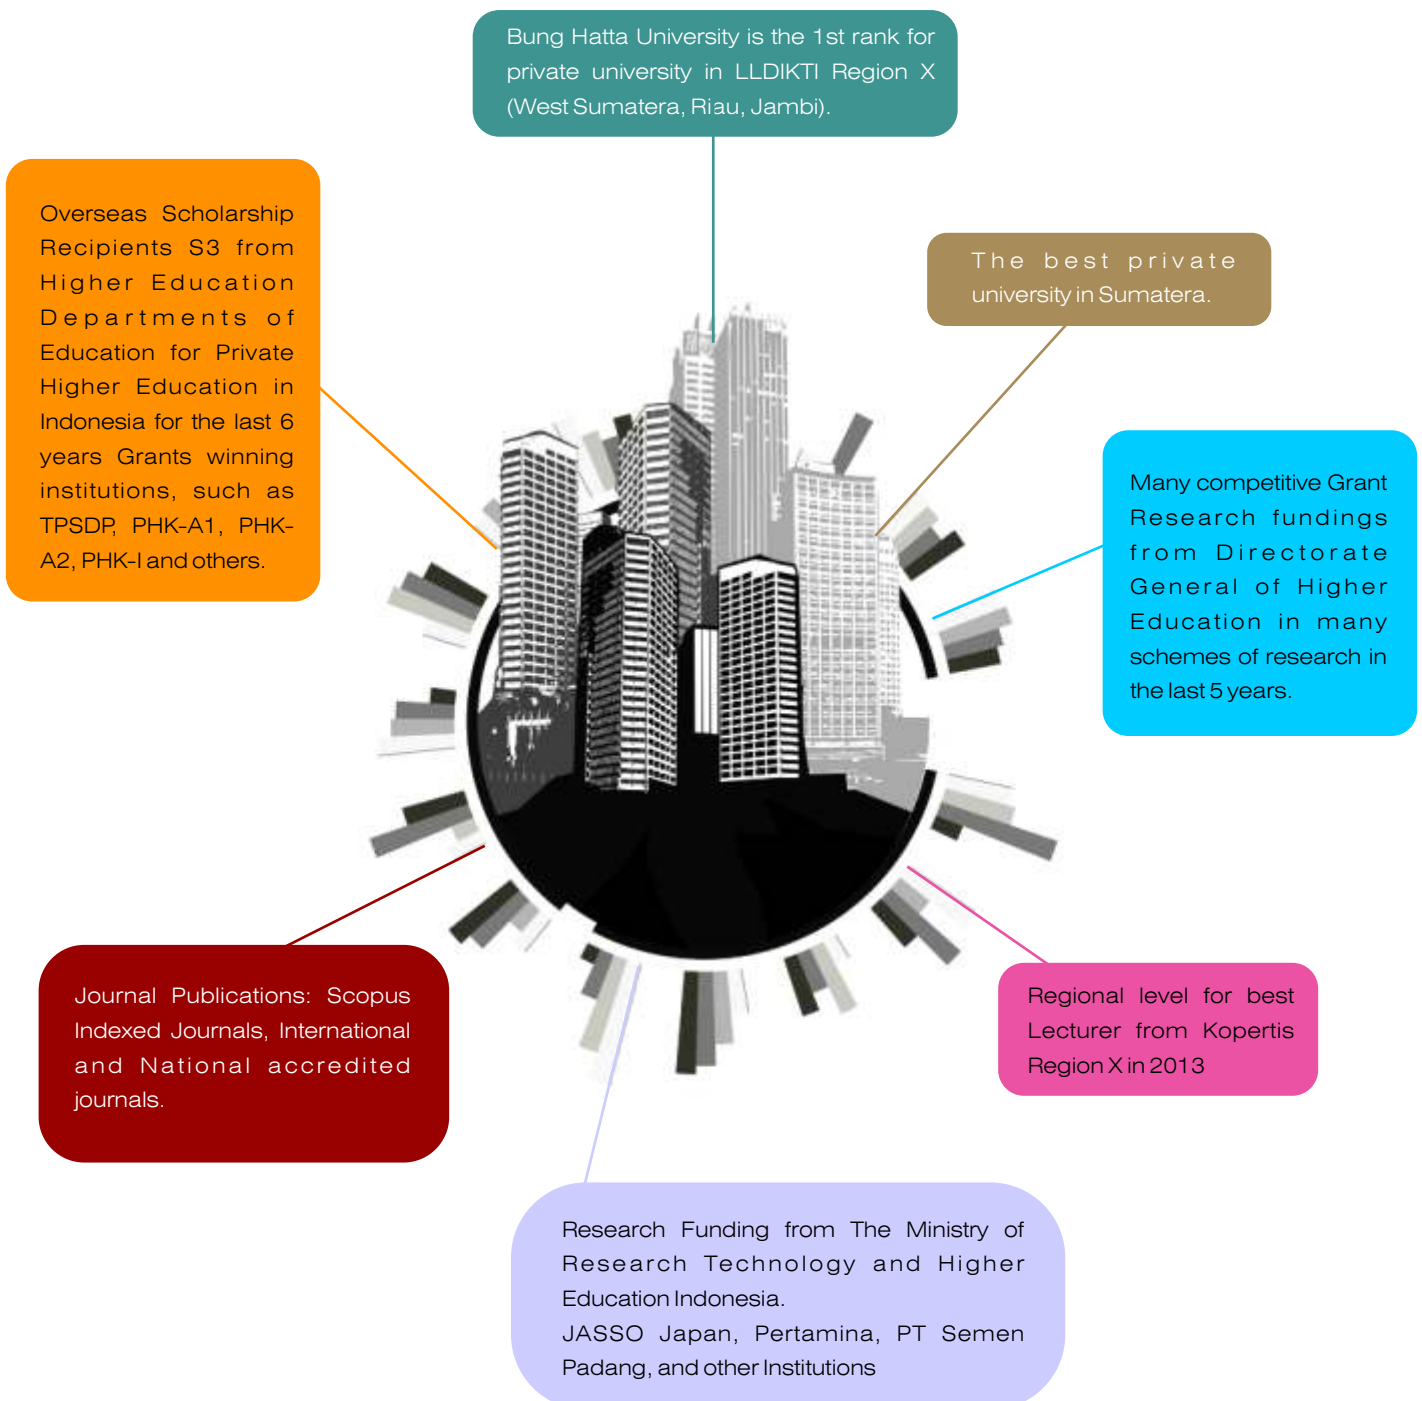 Bung Hatta University is the 1st rank for
private university in LLDIKTI Region X
(West Sumatera, Riau, Jambi).
Overseas Scholarship
Recipients S3 from
Higher Education
Departments of
Education for Private
Higher Education in
Indonesia for the last 6
years Grants winning
institutions, such as
TPSDP, PHK-A1, PHK-
A2, PHK-I and others.
The best private
university in Sumatera.
Many competitive Grant
Research fundings
from Directorate
General of Higher
Education in many
schemes of research in
the last 5 years.
Journal Publications: Scopus
Indexed Journals, International
and National accredited
journals.
Regional level for best
Lecturer from Kopertis
Region X in 2013
Research Funding from The Ministry of
Research Technology and Higher
Education Indonesia.
JASSO Japan, Pertamina, PT Semen
Padang, and other Institutions